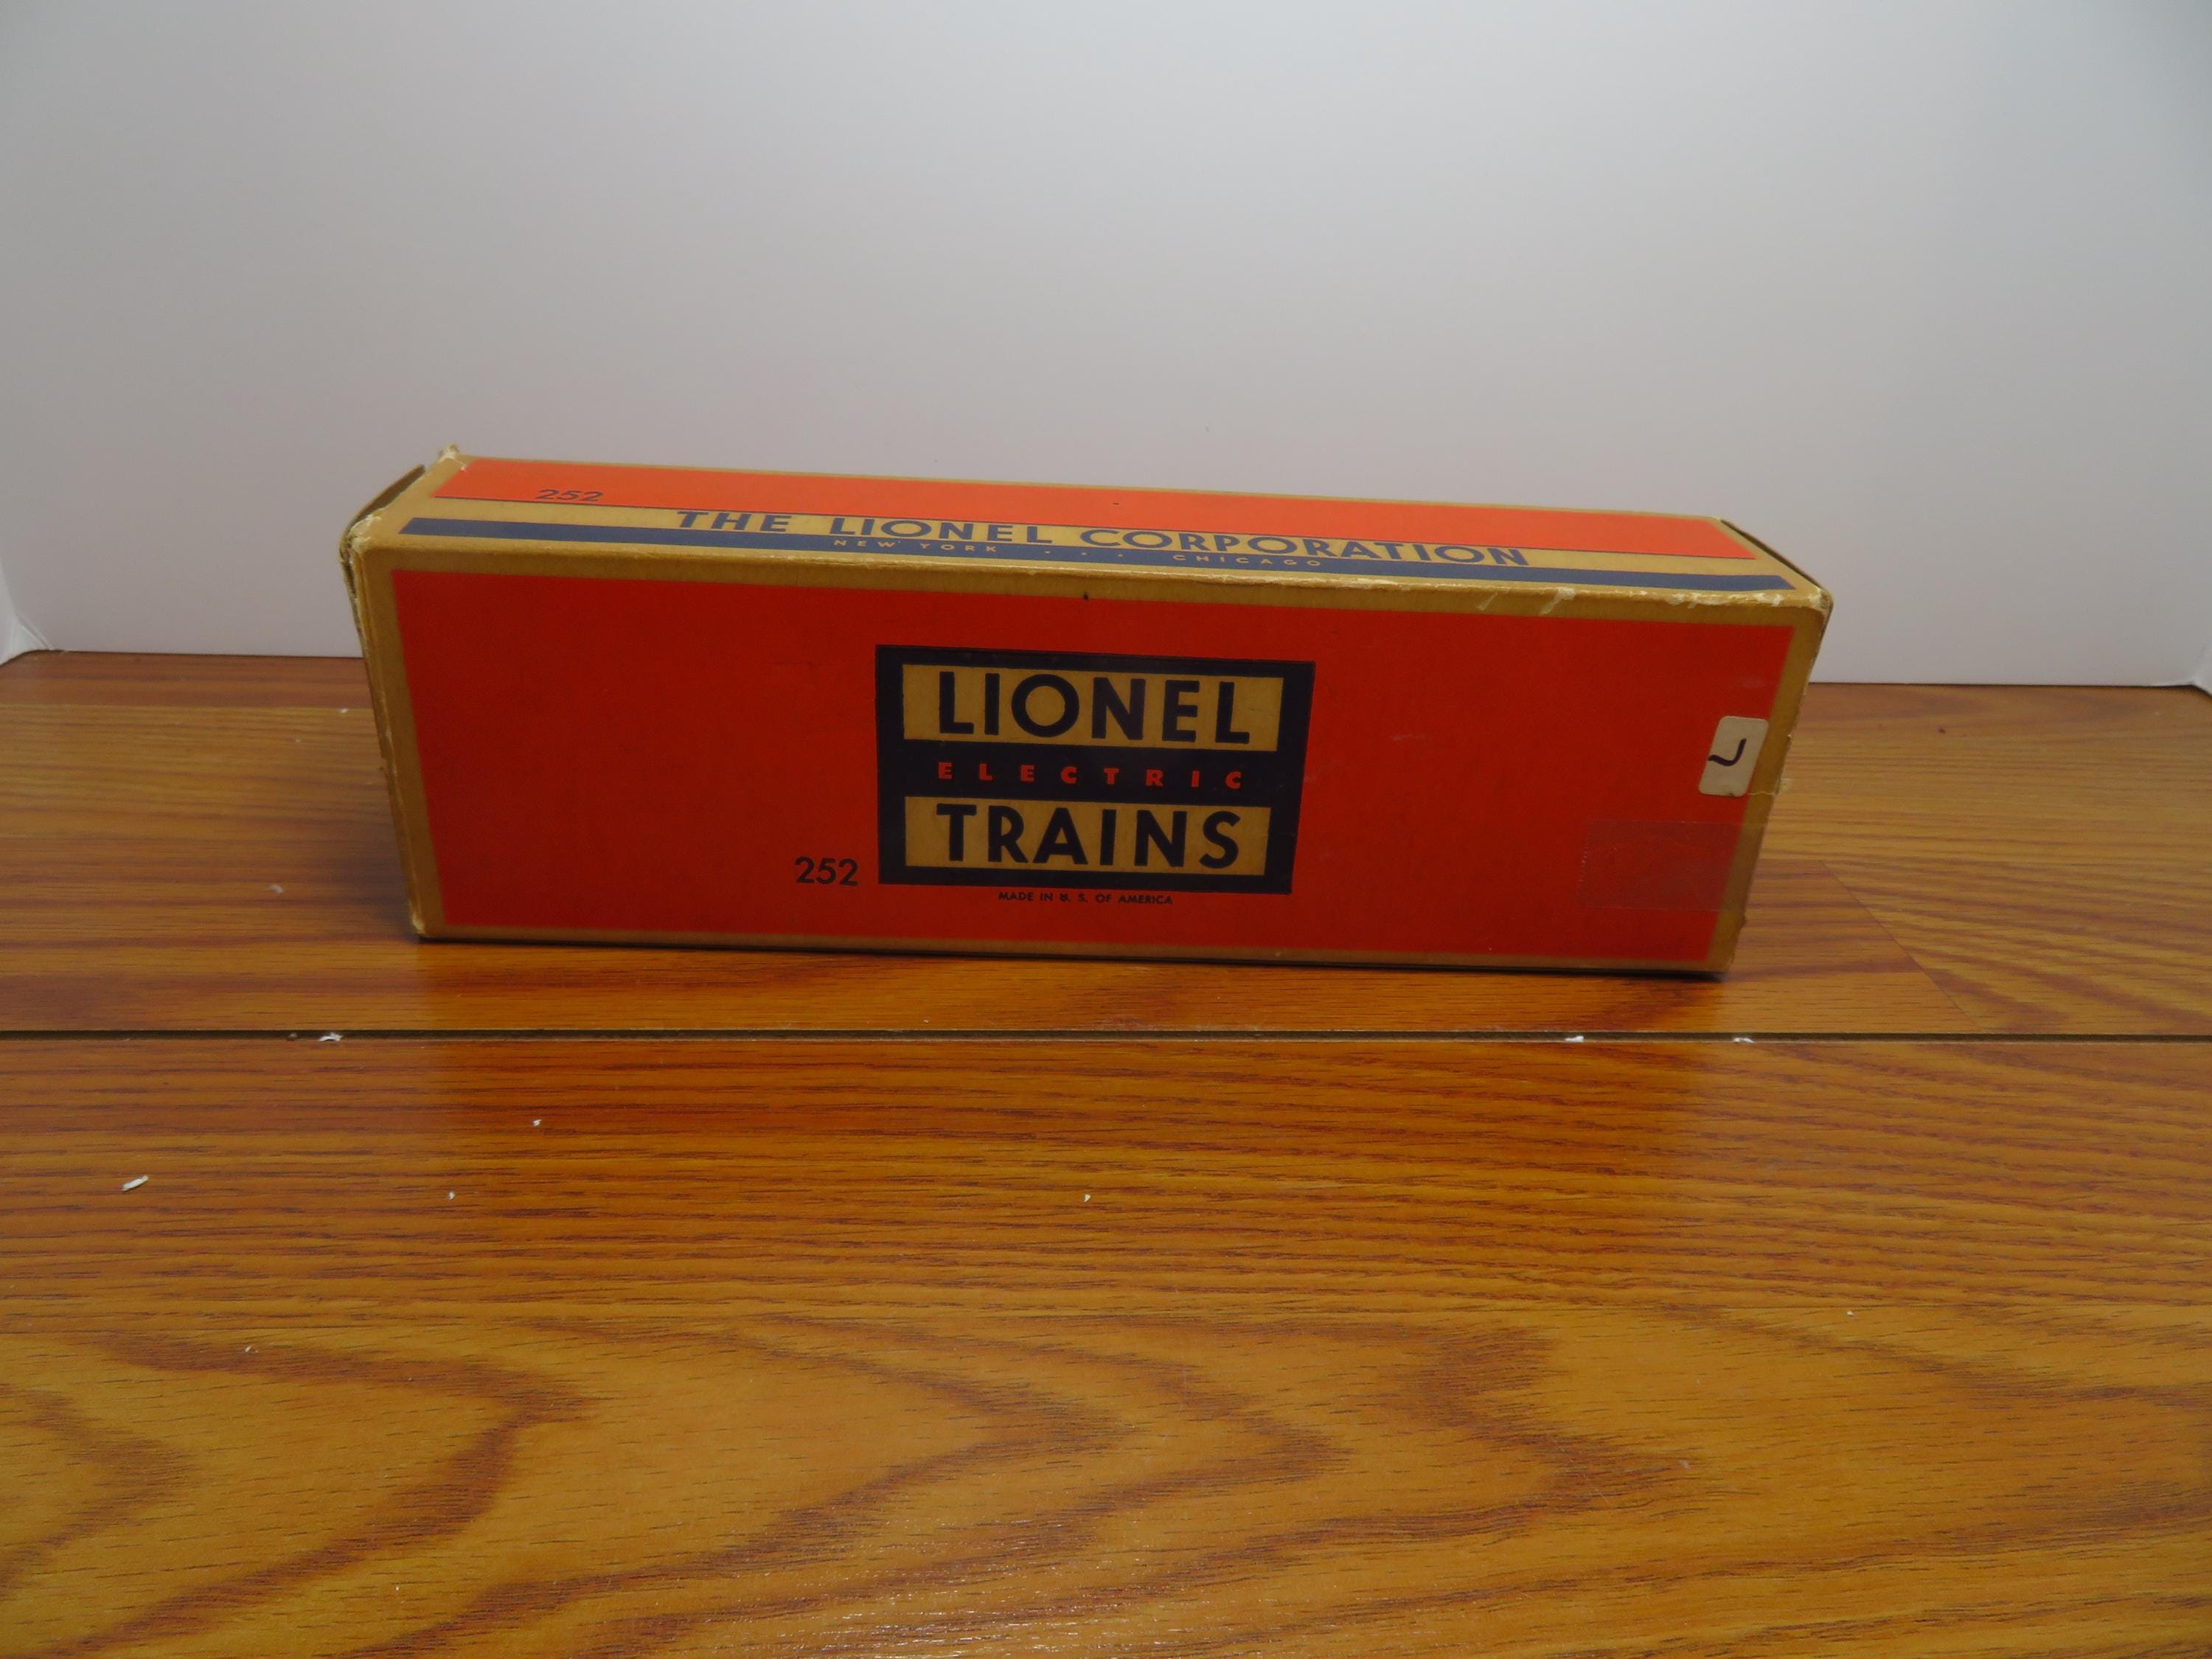 252
THE LIONEL CORPORATION
NEW YORK . . . CHICAGO
LIONEL
ELECTRIC
TRAINS
252
MADE IN U. S. OF AMERICA